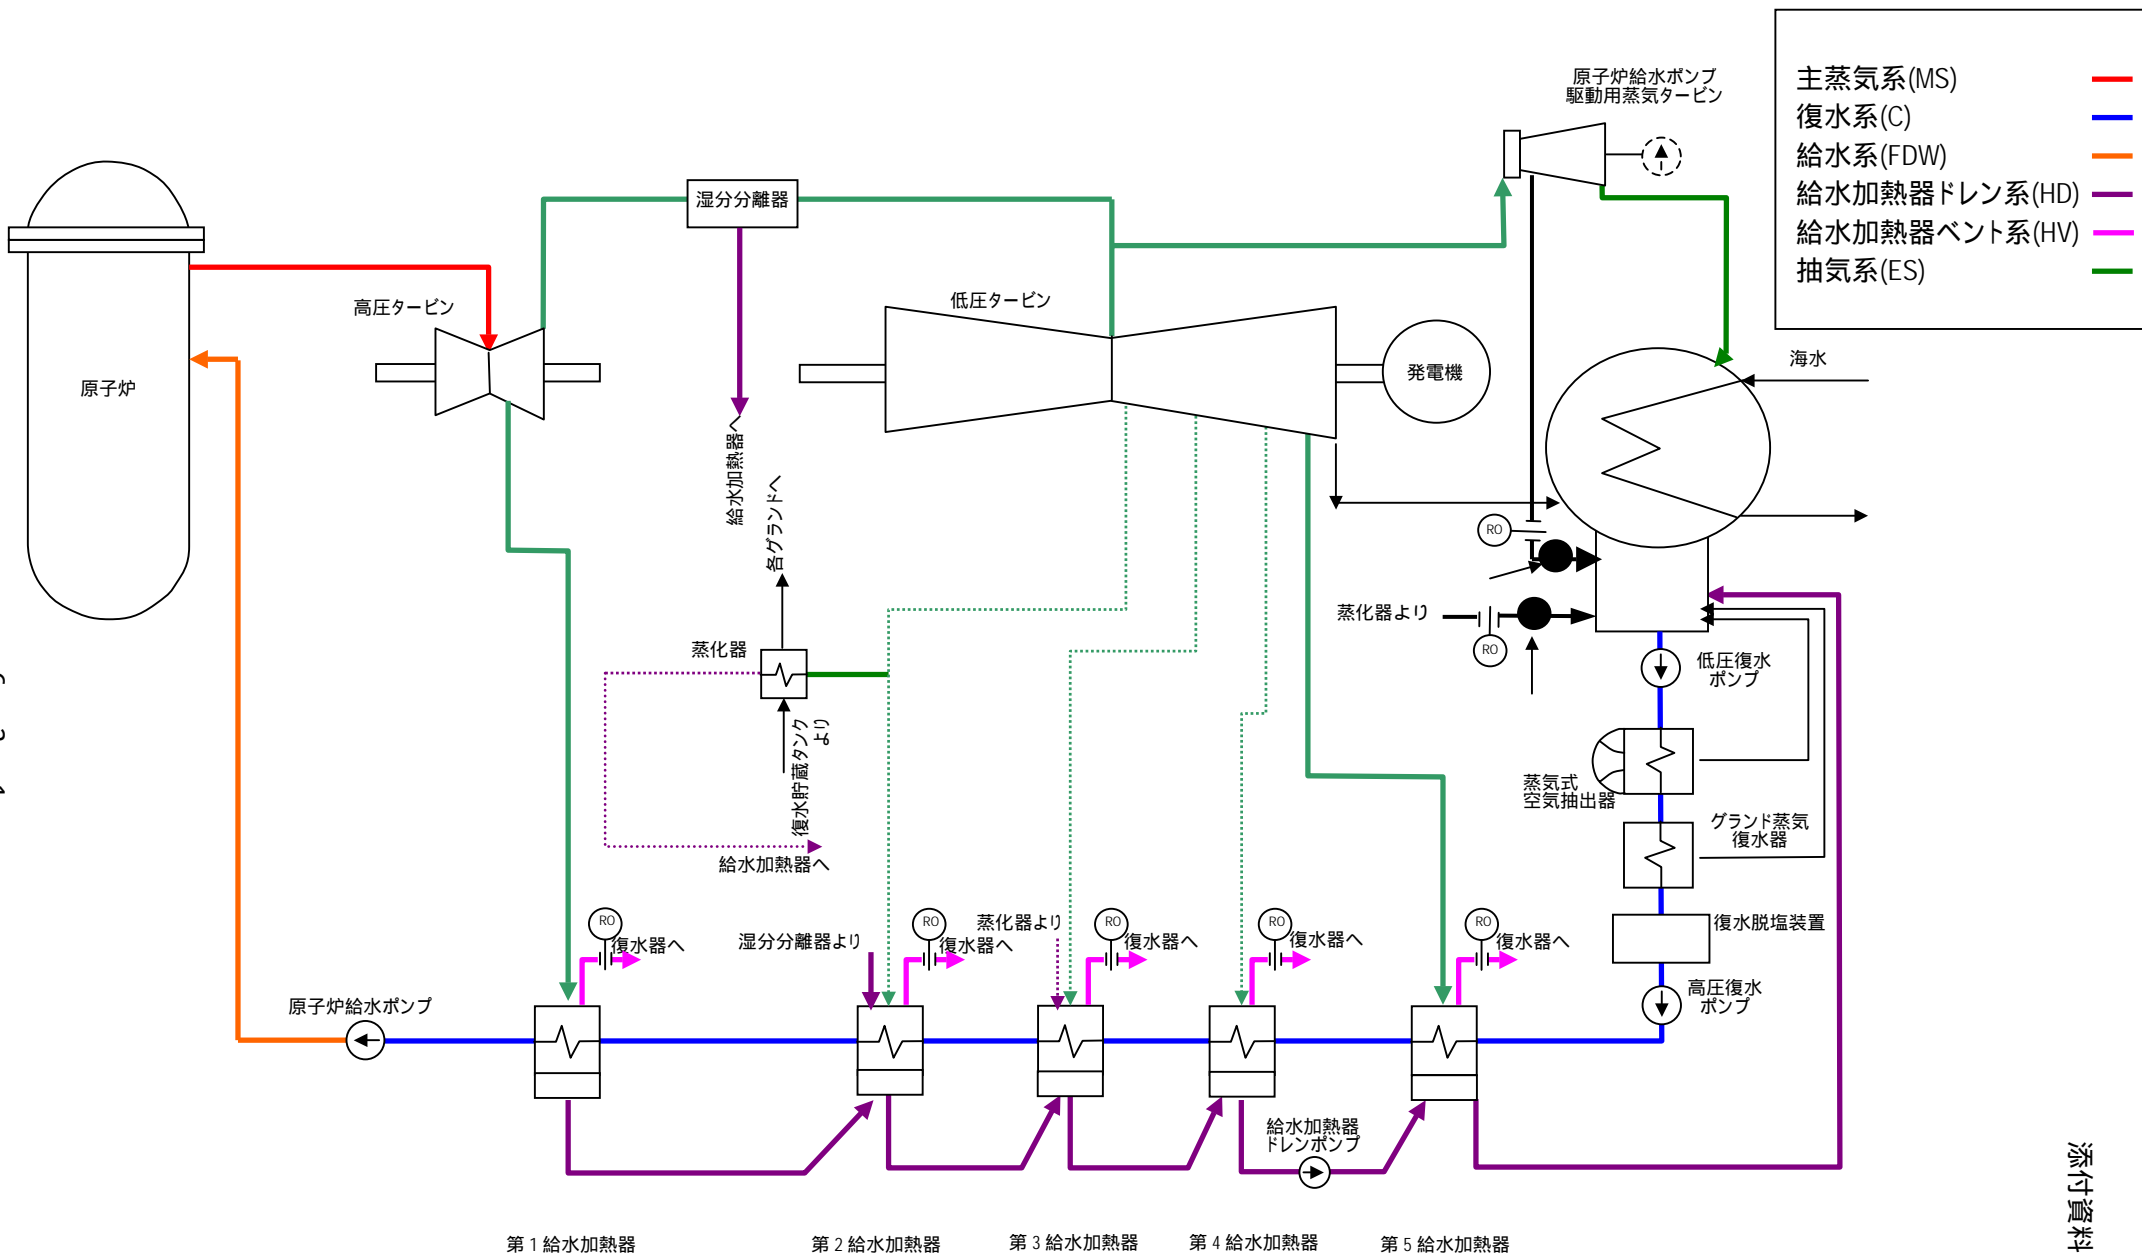 原子炉給水ポンプ
駆動用蒸気タービン
主蒸気系(MS)
復水系(C)
給水系(FDW)
給水加熱器ドレン系(HD)
給水加熱器ベント系(HV)
抽気系(ES)
湿分分離器
高圧タービン
低圧タービン
原子炉
発電機
海水
給水加熱器へ
各グランドへ
RO
蒸化器より
RO
蒸化器
復水貯蔵タンク
より
給水加熱器へ
低圧復水
ポンプ
蒸気式
空気抽出器
グランド蒸気
復水器
復水脱塩装置
高圧復水
ポンプ
湿分分離器より
蒸化器より
RO
復水器へ
RO
復水器へ
RO
復水器へ
RO
復水器へ
RO
復水器へ
原子炉給水ポンプ
給水加熱器
ドレンポンプ
第1給水加熱器
第2給水加熱器
第3給水加熱器
第4給水加熱器
第5給水加熱器
添付資料